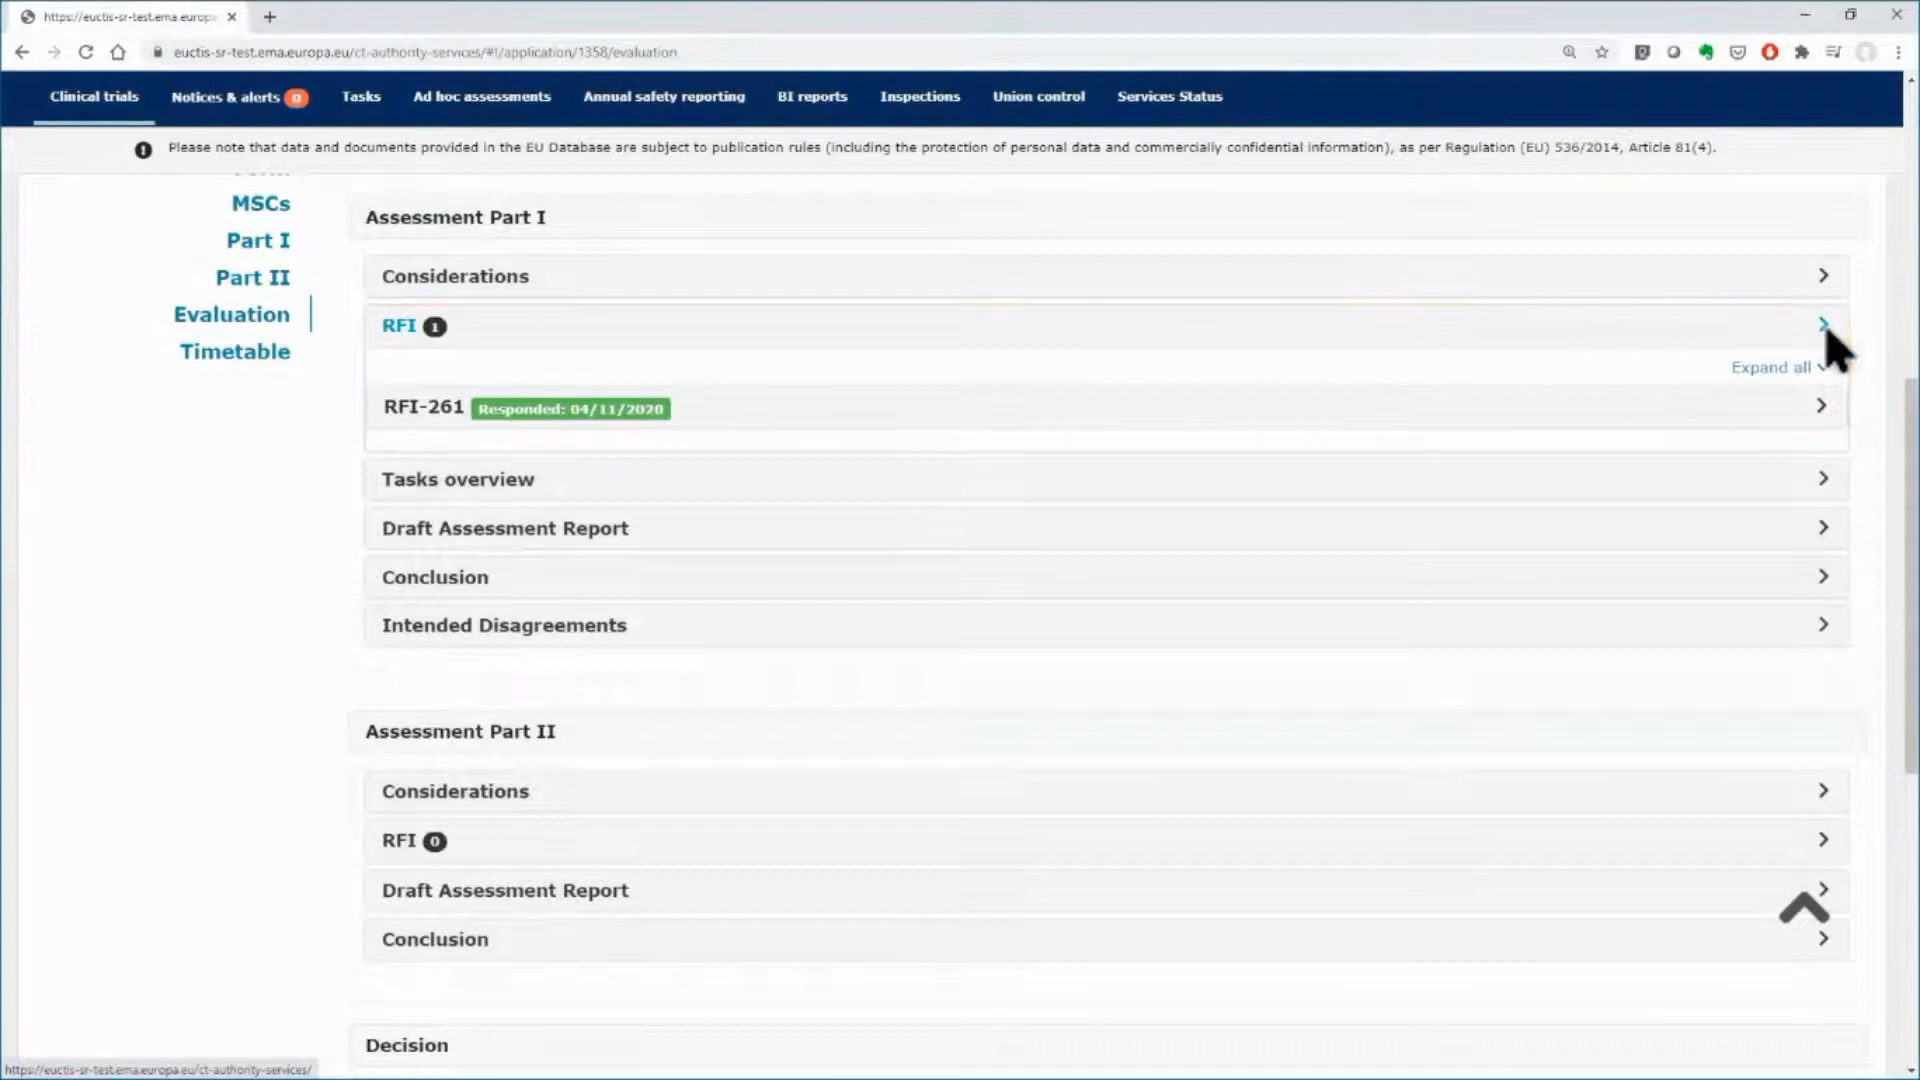 https://euctis-sr-test.ema.europa
euctis-sr-test.ema.europa.eu/ct-authority-services/#!/application/1358/evaluation
Clinical trials
Notices & alerts 0
Tasks
Ad hoc assessments
Annual safety reporting
BI reports
Inspections
Union control
Services Status
Please note that data and documents provided in the EU Database are subject to publication rules (including the protection of personal data and commercially confidential information), as per Regulation (EU) 536/2014, Article 81(4).
MSCs
Part I
Part II
Evaluation
Timetable
Assessment Part I
Considerations
RFI 1
Expand all
RFI-261 Responded: 04/11/2020
Tasks overview
Draft Assessment Report
Conclusion
Intended Disagreements
Assessment Part II
Considerations
RFI 0
Draft Assessment Report
Conclusion
Decision
https://euctis-sr-test.ema.europa.eu/ct-authority-services/